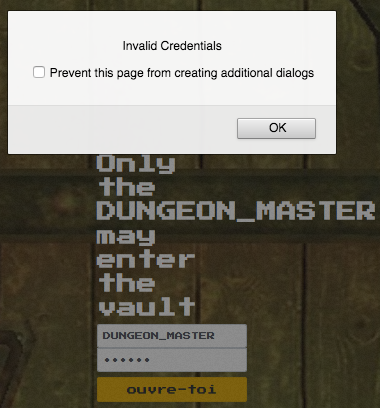 Invalid Credentials
Prevent this page from creating additional dialogs
OK
Only
the
DUNGEON_MASTER
may
enter
the
vault
DUNGEON_MASTER
••••••
ouvre-toi